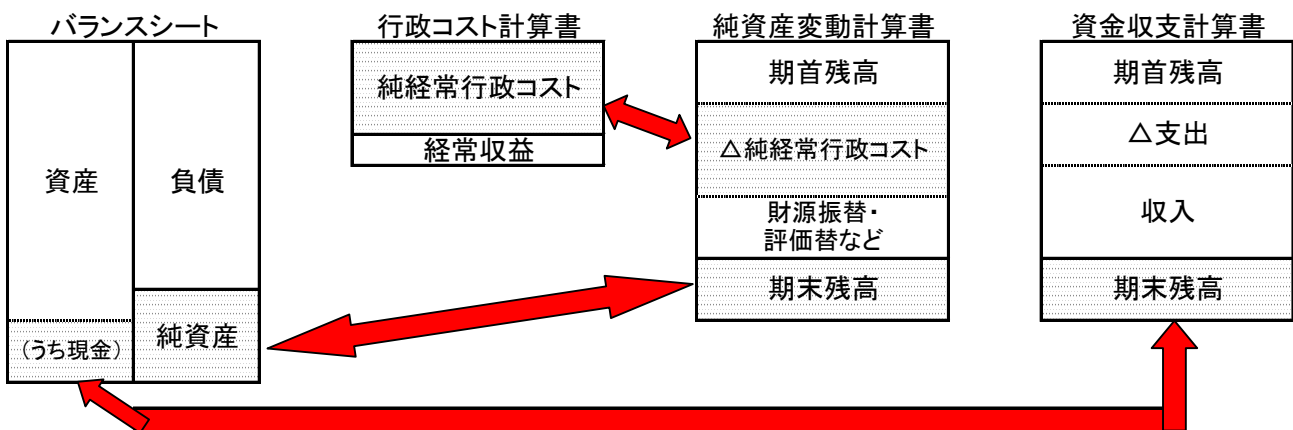 バランスシート
資産
(うち現金)
負債
純資産
行政コスト計算書
純経常行政コスト
経常収益
純資産変動計算書
期首残高
△純経常行政コスト
財源振替・
評価替など
期末残高
資金収支計算書
期首残高
△支出
収入
期末残高